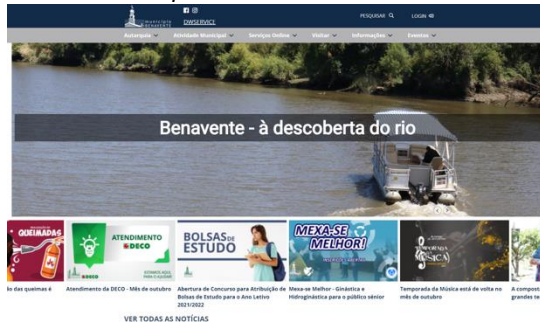 município
BENAVENTE
DWSERVICE
PESQUISAR
LOGIN
Autarquia
Atividade Municipal
Serviços Online
Visitar
Informações
Eventos
Benavente - à descoberta do rio
QUEIMADAS
ATENDIMENTO
DECO
BOLSAS DE
ESTUDO
MEXA-SE
MELHOR!
TEMPORADA
DA
MÚSICA
ão das queimas é
Atendimento da DECO - Mês de outubro
Abertura de Concurso para Atribuição de
Bolsas de Estudo para o Ano Letivo
2021/2022
Mexa-se Melhor - Ginástica e
Hidroginástica para o público sénior
Temporada da Música está de volta no
mês de outubro
A compost
grandes te
VER TODAS AS NOTÍCIAS